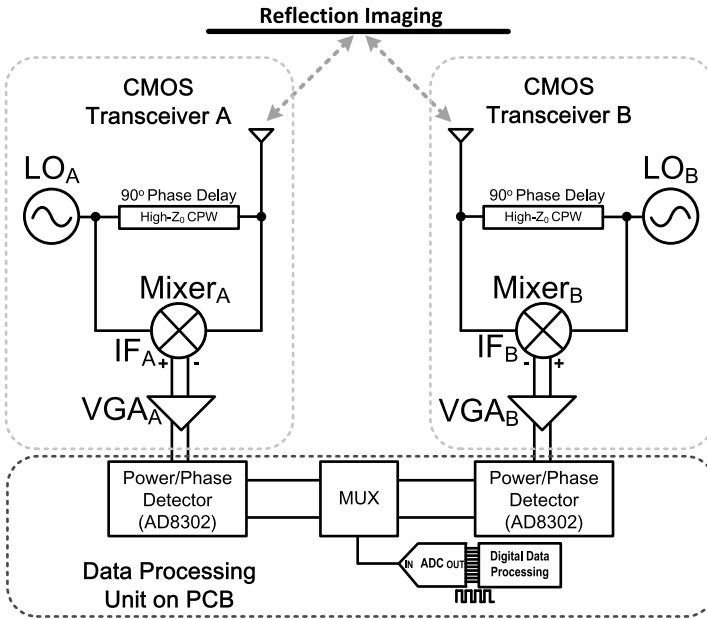 Reflection Imaging
CMOS
Transceiver A
LOA
90° Phase Delay
High-Z0 CPW
MixerA
IFA
+ -
VGAA
CMOS
Transceiver B
LOB
90° Phase Delay
High-Z0 CPW
MixerB
IFB
- +
VGAB
Power/Phase
Detector
(AD8302)
MUX
Power/Phase
Detector
(AD8302)
IN ADC OUT
Digital Data
Processing
Data Processing
Unit on PCB